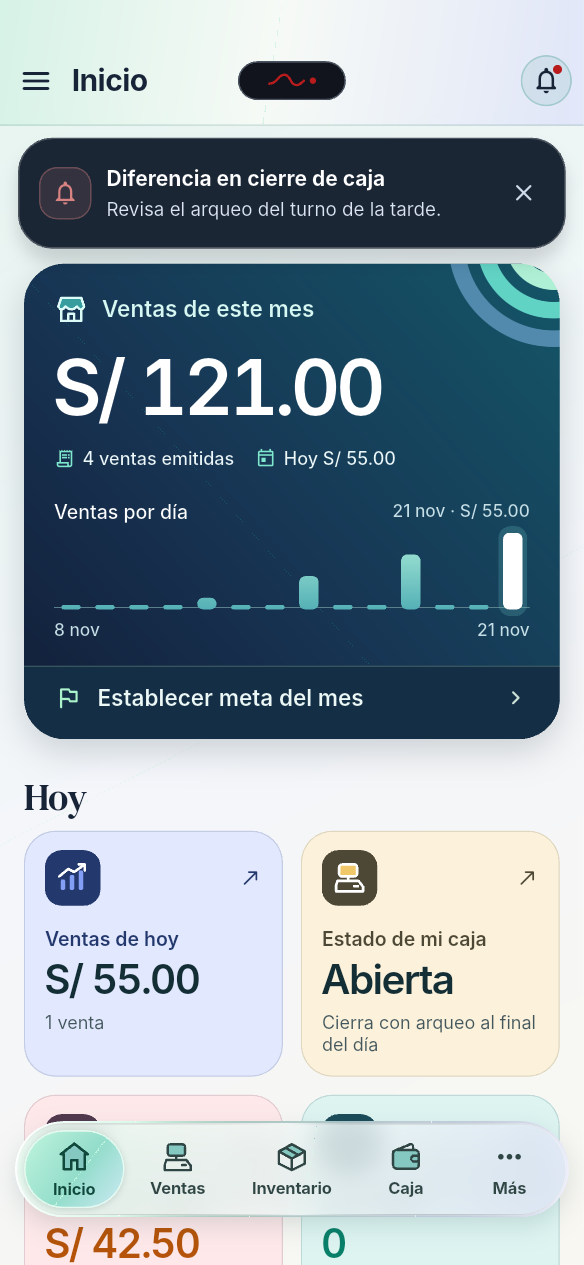 Inicio
Diferencia en cierre de caja
Revisa el arqueo del turno de la tarde.
Ventas de este mes
S/ 121.00
4 ventas emitidas
Hoy S/ 55.00
Ventas por día
21 nov · S/ 55.00
8 nov
21 nov
Establecer meta del mes
Hoy
Ventas de hoy
S/ 55.00
1 venta
Estado de mi caja
Abierta
Cierra con arqueo al final
del día
S/ 42.50
0
Inicio
Ventas
Inventario
Caja
Más